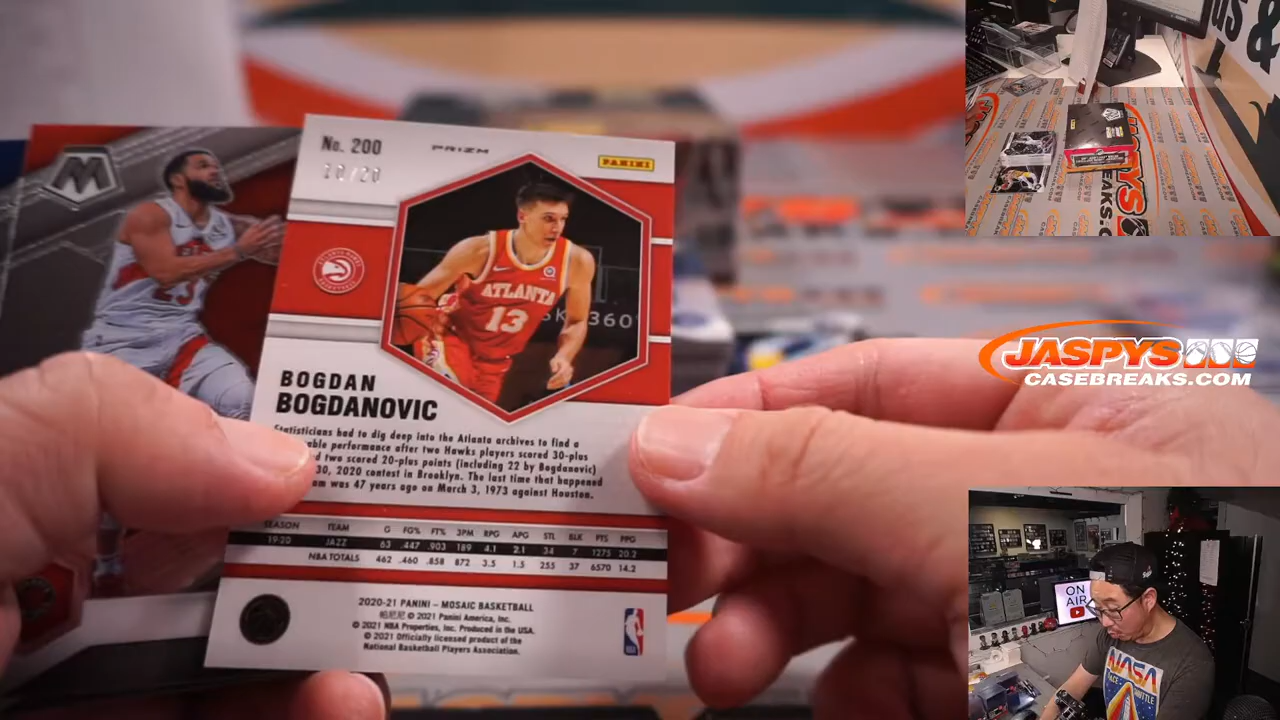 No. 200
PRIZM
PANINI
ATLANTA
13
360°
BOGDAN
BOGDANOVIC
Statisticians had to dig deep into the Atlanta archives to find a
able performance after two Hawks players scored 30-plus
d two scored 20-plus points (including 22 by Bogdanovic)
30, 2020 contest in Brooklyn. The last time that happened
am was 47 years ago on March 3, 1973 against Houston.
SEASON TEAM G FG% FT% 3PM RPG APG STL BLK PTS PPG
19-20 JAZZ 63 .447 .903 189 4.1 2.1 34 7 1275 20.2
NBA TOTALS 462 .460 .858 872 3.5 1.5 255 37 6570 14.2
2020-21 PANINI – MOSAIC BASKETBALL
© 2021 Panini America, Inc.
© 2021 NBA Properties, Inc. Produced in the USA.
© 2021 Officially licensed product of the
National Basketball Players Association.
JASPYS
CASEBREAKS.COM
ON
AIR
NASA